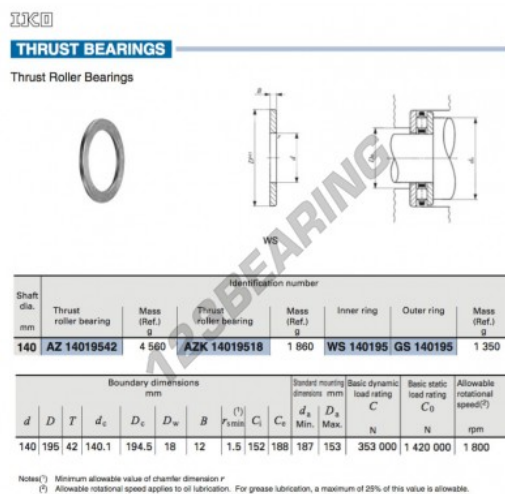 IKO
THRUST BEARINGS
Thrust Roller Bearings
B
r
d
WS
123BEARING
Identification number
Shaft dia. mm
Thrust roller bearing
Mass (Ref.) g
Thrust roller bearing
Mass (Ref.) g
Inner ring
Outer ring
Mass (Ref.) g
140 AZ 14019542 4 560 AZK 14019518 1 860 WS 140195 GS 140195 1 350
Boundary dimensions mm
Standard mounting dimensions mm
Basic dynamic load rating C N
Basic static load rating C0 N
Allowable rotational speed(2) rpm
d D T dc Dc Dw B rs min(1) Ci Ce da Min. Da Max.
140 195 42 140.1 194.5 18 12 1.5 152 188 187 153 353 000 1 420 000 1 800
Notes(1) Minimum allowable value of chamfer dimension r
(2) Allowable rotational speed applies to oil lubrication. For grease lubrication, a maximum of 25% of this value is allowable.